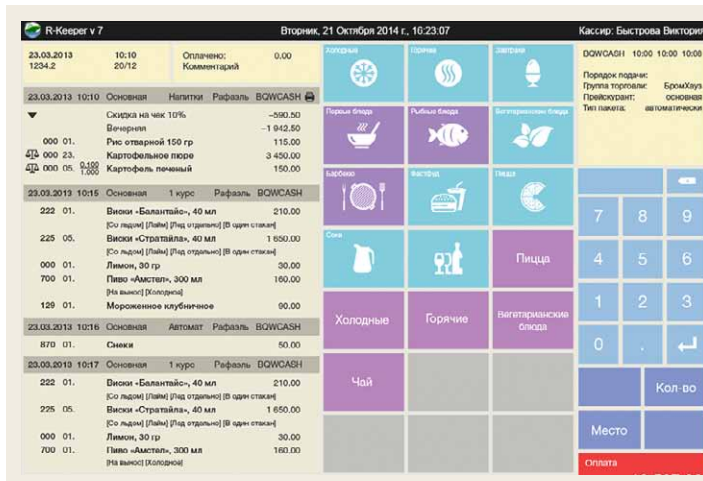 R-Keeper v 7
Вторник, 21 Октября 2014 г., 16:23:07
Кассир: Быстрова Виктория
23.03.2013 10:10 Оплачено: 0.00
1234.2 20/12 Комментарий
23.03.2013 10:10 Основная Напитки Рафаэль BQWCASH
Скидка на чек 10% –590.50
Вечерняя –1 942.50
000 01. Рис отварной 150 гр 115.00
000 23. Картофельное пюре 3 450.00
000 05. 0.100 1.000 Картофель печеный 150.00
23.03.2013 10:15 Основная 1 курс Рафаэль BQWCASH
222 01. Виски «Балантайс», 40 мл 210.00
[Со льдом] [Лайм] [Лед отдельно] [В один стакан]
225 05. Виски «Стратайла», 40 мл 1 650.00
[Со льдом] [Лайм] [Лед отдельно] [В один стакан]
000 01. Лимон, 30 гр 30.00
700 01. Пиво «Амстел», 300 мл 160.00
[На вынос] [Холодное]
129 01. Мороженное клубничное 90.00
23.03.2013 10:16 Основная Автомат Рафаэль BQWCASH
870 01. Снеки 50.00
23.03.2013 10:17 Основная 1 курс Рафаэль DQWCASH
222 01. Виски «Балантайс», 40 мл 210.00
[Со льдом] [Лайм] [Лед отдельно] [В один стакан]
225 05. Виски «Стратайла», 40 мл 1 650.00
[Со льдом] [Лайм] [Лед отдельно] [В один стакан]
000 01. Лимон, 30 гр 30.00
700 01. Пиво «Амстел», 300 мл 160.00
[На вынос] [Холодное]
Холодные Горячие Завтраки
Первые блюда Рыбные блюда Вегетарианские блюда
Барбекю Фастфуд Пицца
Соки
Пицца
Холодные Горячие Вегетарианские
блюда
Чай
DQWCASH 10:00 10:00 10:08
Порядок подачи:
Группа торговли: БромХауз
Прейскурант: основная
Тип пакета: автоматически
7 8 9
4 5 6
1 2 3
0 .
Кол-во
Место
Оплата